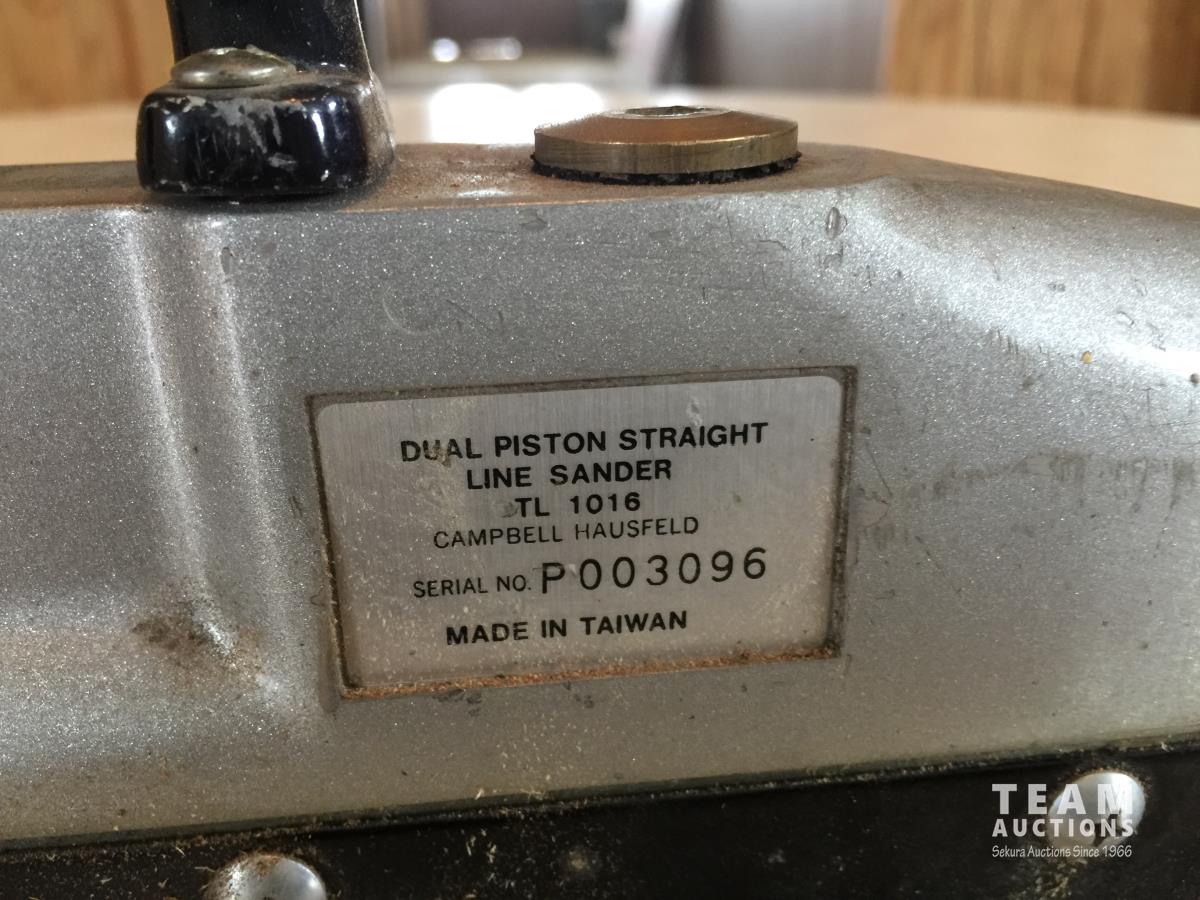 DUAL PISTON STRAIGHT
LINE SANDER
TL 1016
CAMPBELL HAUSFELD
SERIAL NO. P003096
MADE IN TAIWAN
TEAM
AUCTIONS
Sekura Auctions Since 1966